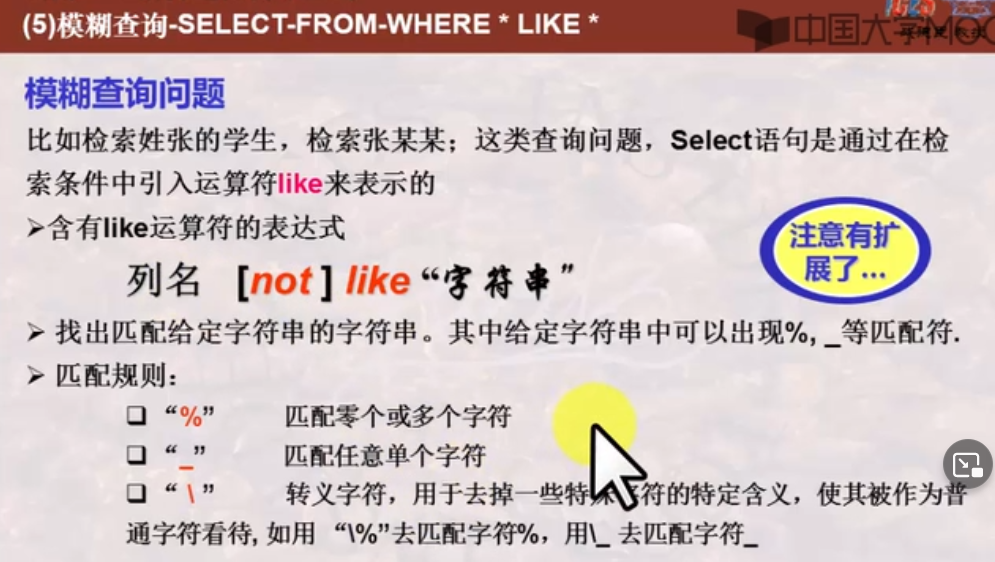 (5)模糊查询-SELECT-FROM-WHERE * LIKE *
中国大学MOO
模糊查询问题
比如检索姓张的学生，检索张某某；这类查询问题，Select语句是通过在检
索条件中引入运算符like来表示的
➢含有like运算符的表达式
注意有扩
展了...
列名 [not ] like “字符串”
➢ 找出匹配给定字符串的字符串。其中给定字符串中可以出现%, _等匹配符.
➢ 匹配规则：
❑ “%” 匹配零个或多个字符
❑ “_” 匹配任意单个字符
❑ “ \ ” 转义字符，用于去掉一些特殊字符的特定含义，使其被作为普
通字符看待, 如用 “\%”去匹配字符%，用\_ 去匹配字符_